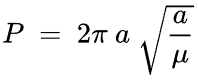 P = 2π a √(a/μ)